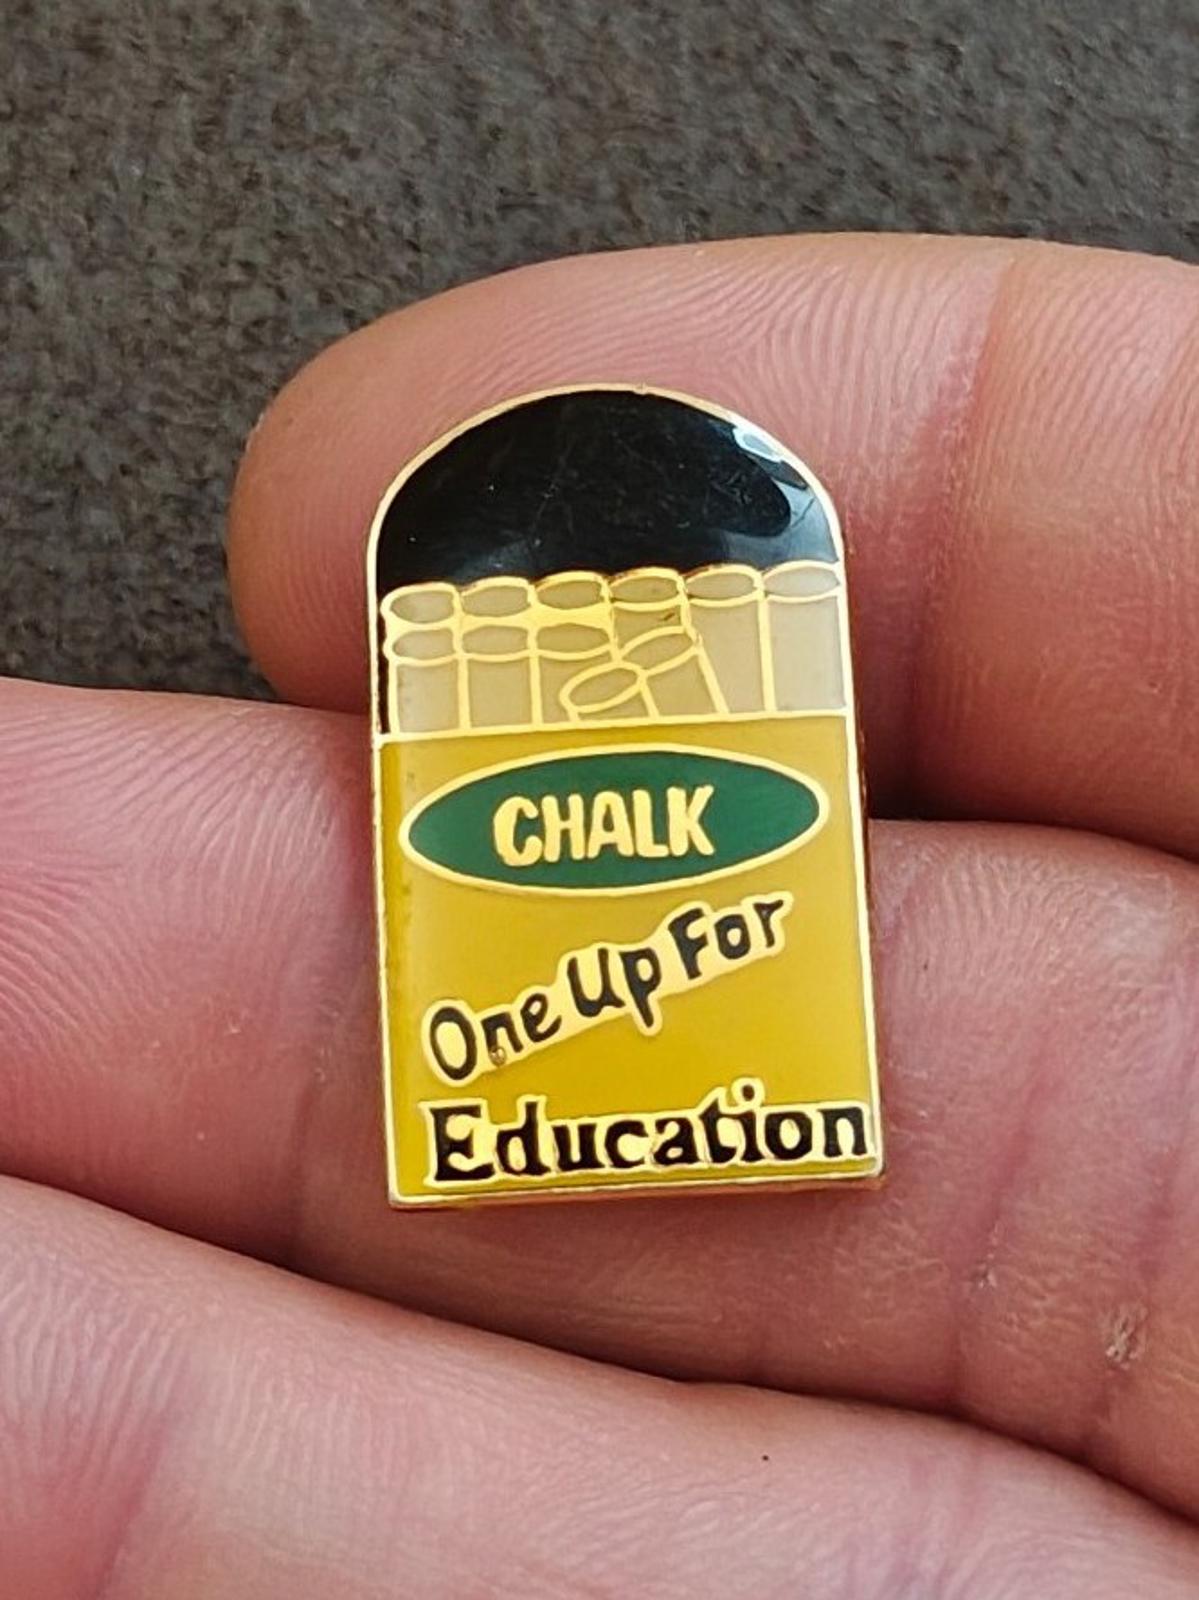 CHALK
One Up For
Education